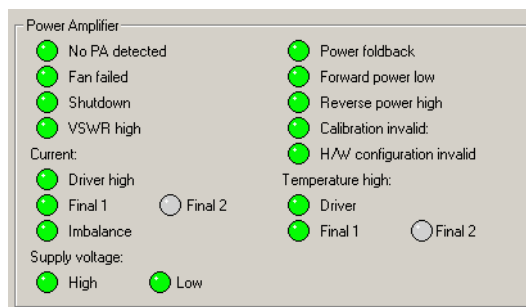 Power Amplifier
No PA detected
Fan failed
Shutdown
VSWR high
Current:
Driver high
Final 1 Final 2
Imbalance
Supply voltage:
High Low
Power foldback
Forward power low
Reverse power high
Calibration invalid:
H/W configuration invalid
Temperature high:
Driver
Final 1 Final 2